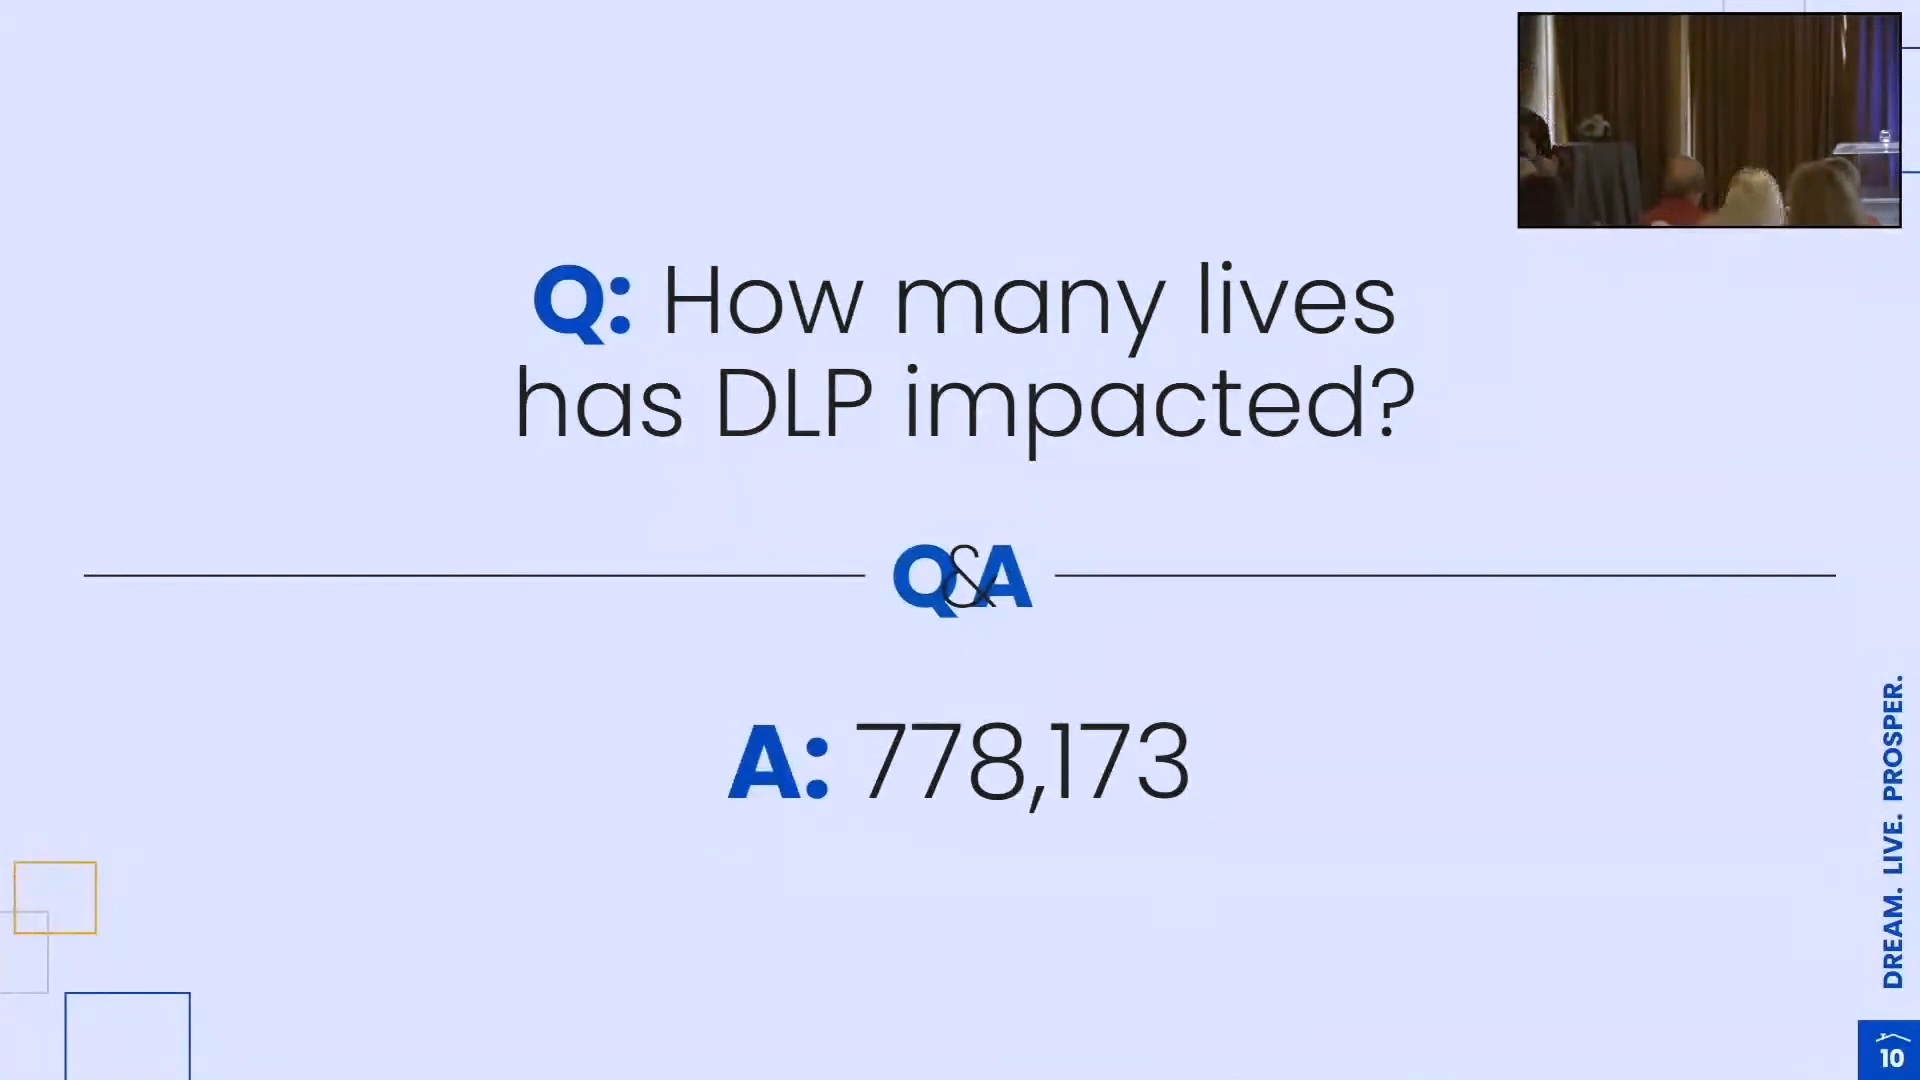 Q: How many lives
has DLP impacted?
Q&A
A: 778,173
DREAM. LIVE. PROSPER.
10